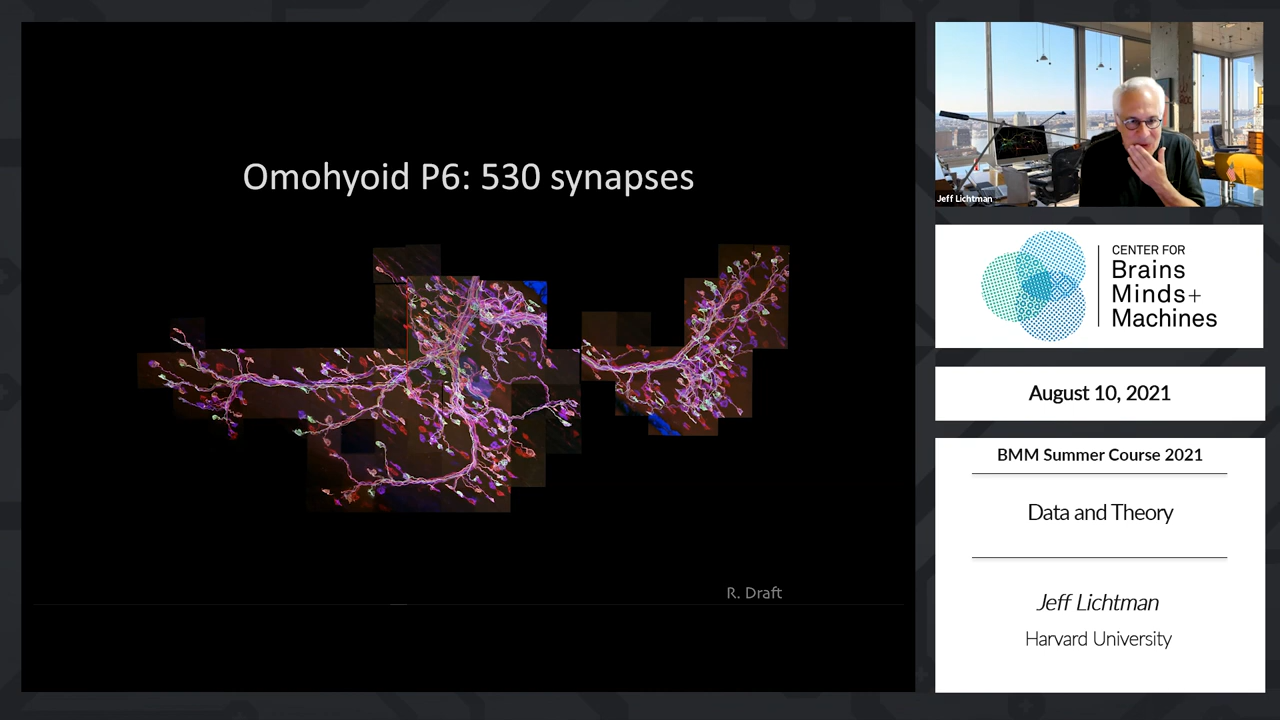 Omohyoid P6: 530 synapses
R. Draft
Jeff Lichtman
CENTER FOR
Brains
Minds+
Machines
August 10, 2021
BMM Summer Course 2021
Data and Theory
Jeff Lichtman
Harvard University